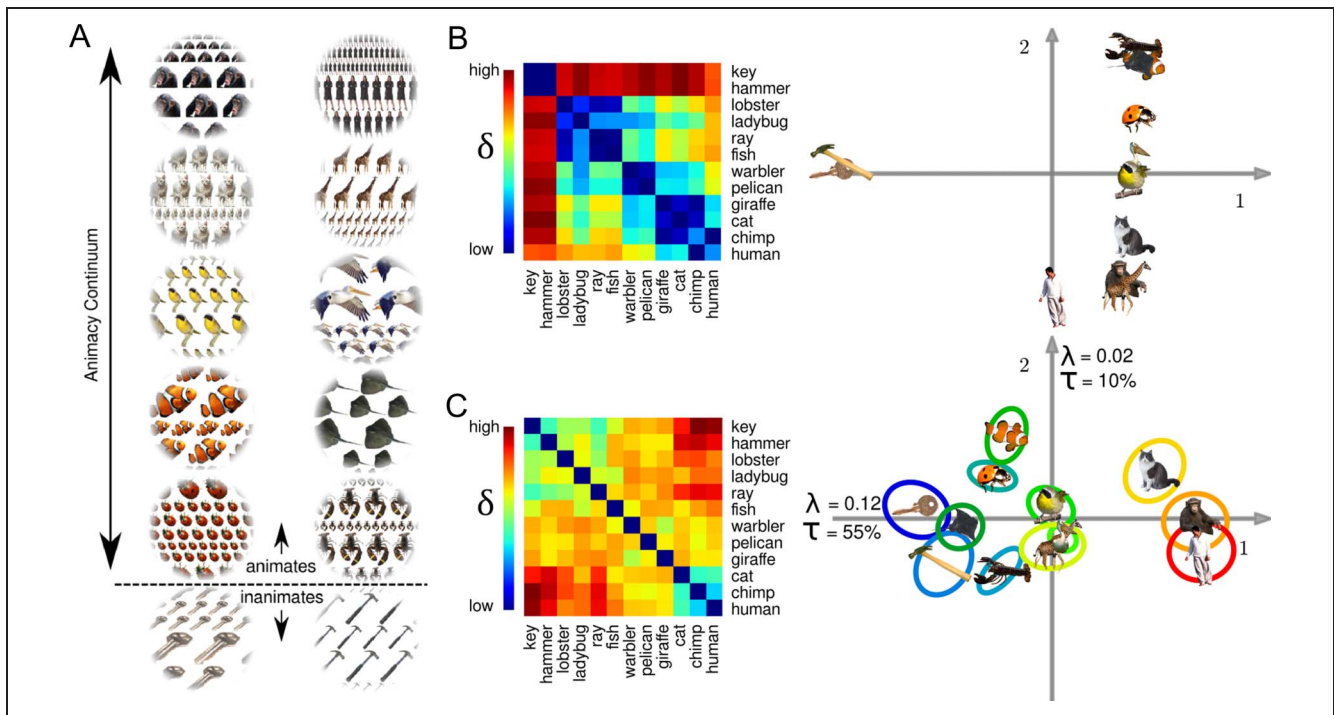 A
Animacy Continuum
animates
inanimates
B
high
δ
low
key
hammer
lobster
ladybug
ray
fish
warbler
pelican
giraffe
cat
chimp
human
key
hammer
lobster
ladybug
ray
fish
warbler
pelican
giraffe
cat
chimp
human
2
1
C
high
δ
low
key
hammer
lobster
ladybug
ray
fish
warbler
pelican
giraffe
cat
chimp
human
key
hammer
lobster
ladybug
ray
fish
warbler
pelican
giraffe
cat
chimp
human
2
λ = 0.02
τ = 10%
λ = 0.12
τ = 55%
1